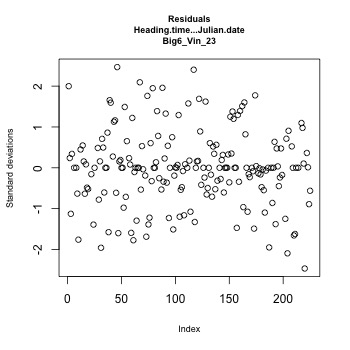 Residuals
Heading.time...Julian.date
Big6_Vin_23
Standard deviations
2
1
0
-1
-2
0
50
100
150
200
Index